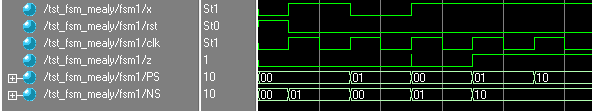 /tst_fsm_mealy/fsm1/x St1
/tst_fsm_mealy/fsm1/rst St0
/tst_fsm_mealy/fsm1/clk St1
/tst_fsm_mealy/fsm1/z 1
/tst_fsm_mealy/fsm1/PS 10 00 01 00 01 10
/tst_fsm_mealy/fsm1/NS 10 00 01 00 01 10